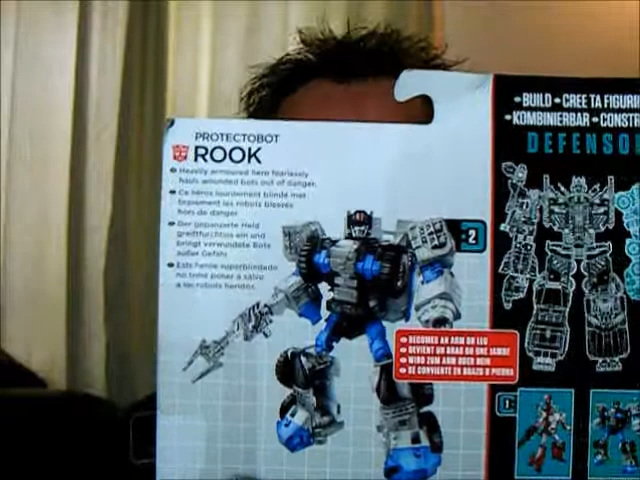 PROTECTOBOT
ROOK
Heavily armoured hero fearlessly
hauls wounded bots out of danger.
Ce héros lourdement blindé met
bravement les robots blessés
hors de danger.
Der gepanzerte Held
greift furchtlos ein und
bringt verwundete Bots
außer Gefahr.
Este héroe superblindado
no teme poner a salvo
a los robots heridos.
2
• BECOMES AN ARM OR LEG
• DEVIENT UN BRAS OU UNE JAMBE
• WIRD ZUM ARM ODER BEIN
• SE CONVIERTE EN BRAZO O PIERNA
• BUILD • CREE TA FIGURI
• KOMBINIERBAR • CONSTR
DEFENSO